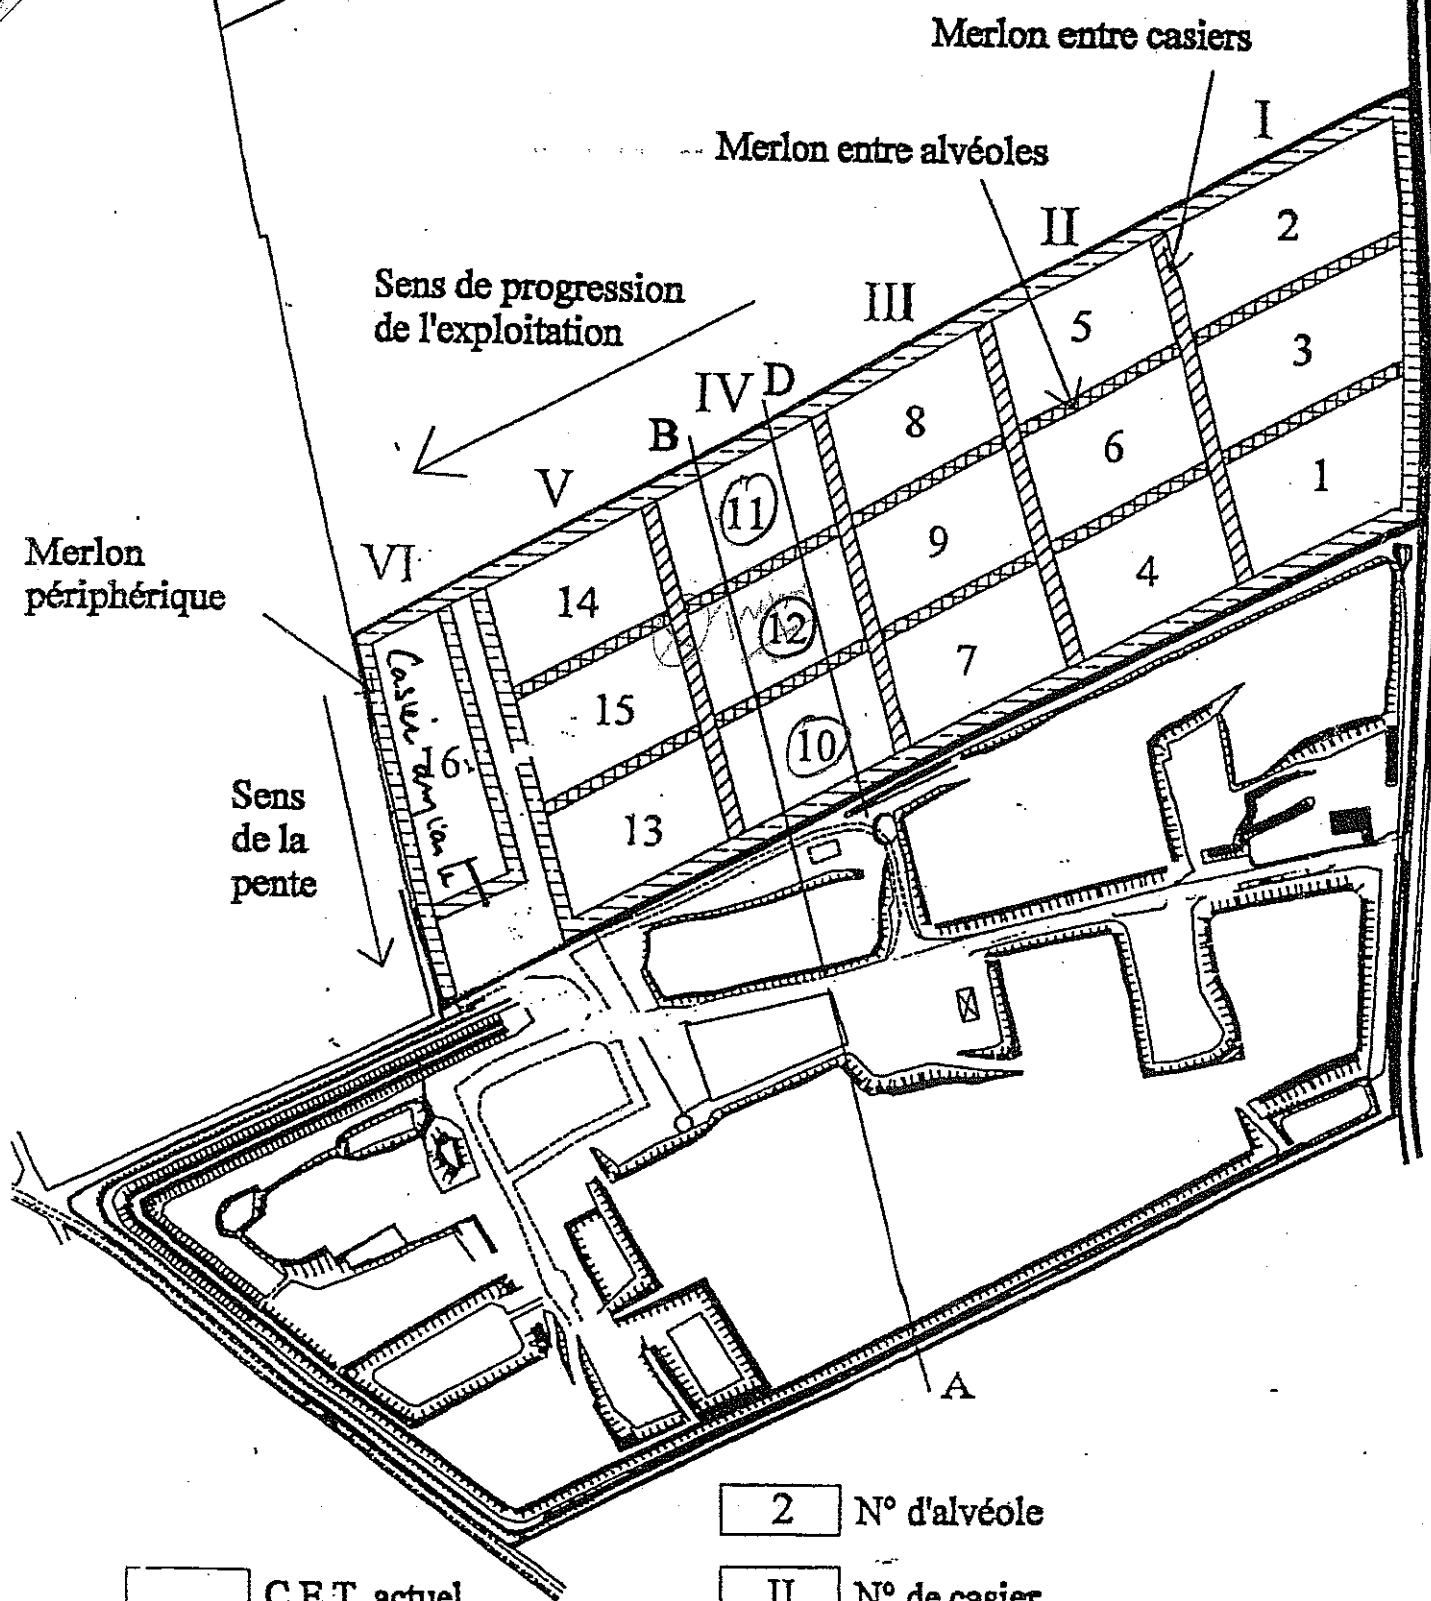 Merlon entre casiers
I
Merlon entre alvéoles
II
2
Sens de progression
de l'exploitation
III
5
3
IV
D
8
6
B
1
V
11
9
4
Merlon
périphérique
VI
14
12
7
Casier amiante
15
10
16
Sens
de la
pente
13
A
2 N° d'alvéole
C.E.T. actuel
II N° de casier